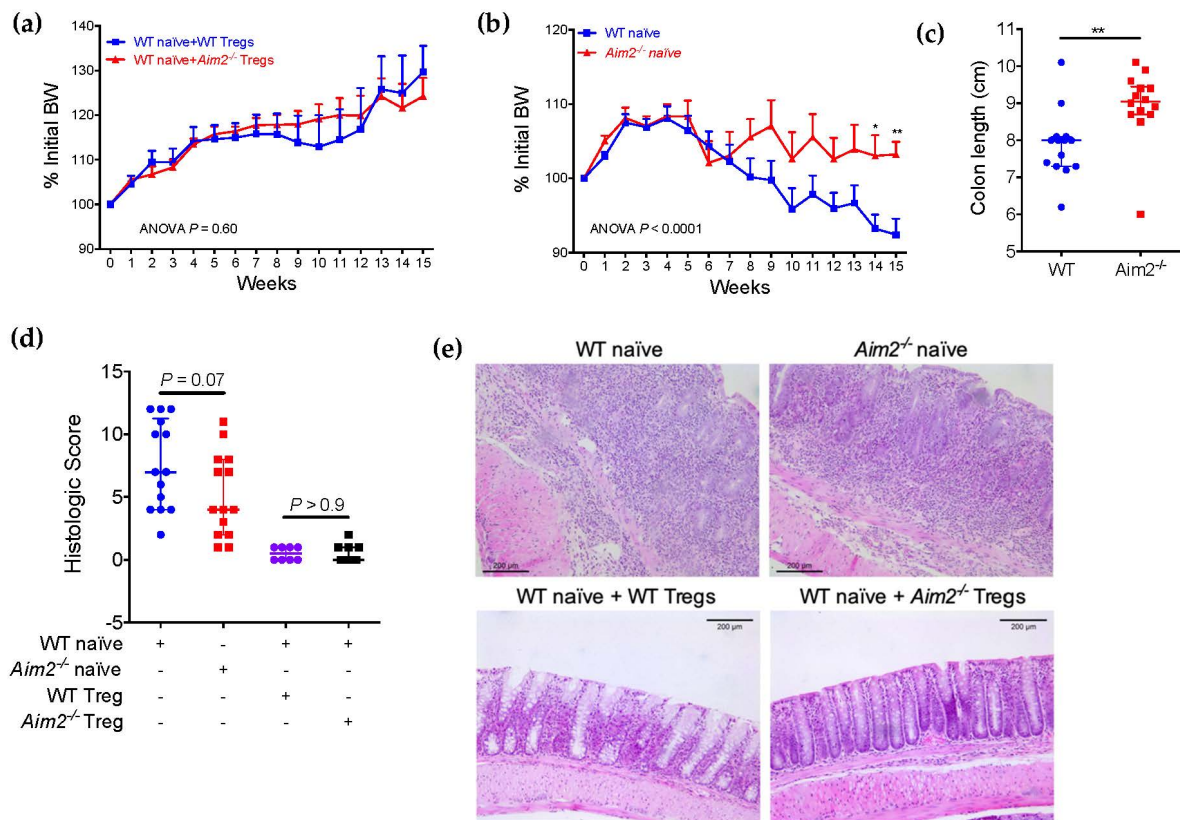 (a)
WT naïve+WT Tregs
WT naïve+Aim2-/- Tregs
% Initial BW
140
130
120
110
100
90
ANOVA P = 0.60
0 1 2 3 4 5 6 7 8 9 10 11 12 13 14 15
Weeks
(b)
WT naïve
Aim2-/- naïve
% Initial BW
120
110
100
90
* **
ANOVA P < 0.0001
0 1 2 3 4 5 6 7 8 9 10 11 12 13 14 15
Weeks
(c)
**
Colon length (cm)
11
10
9
8
7
6
5
WT Aim2-/-
(d)
P = 0.07
P > 0.9
Histologic Score
15
10
5
0
-5
WT naïve + - + +
Aim2-/- naïve - + - -
WT Treg - - + -
Aim2-/- Treg - - - +
(e)
WT naïve
Aim2-/- naïve
200 µm
200 µm
WT naïve + WT Tregs
WT naïve + Aim2-/- Tregs
200 µm
200 µm